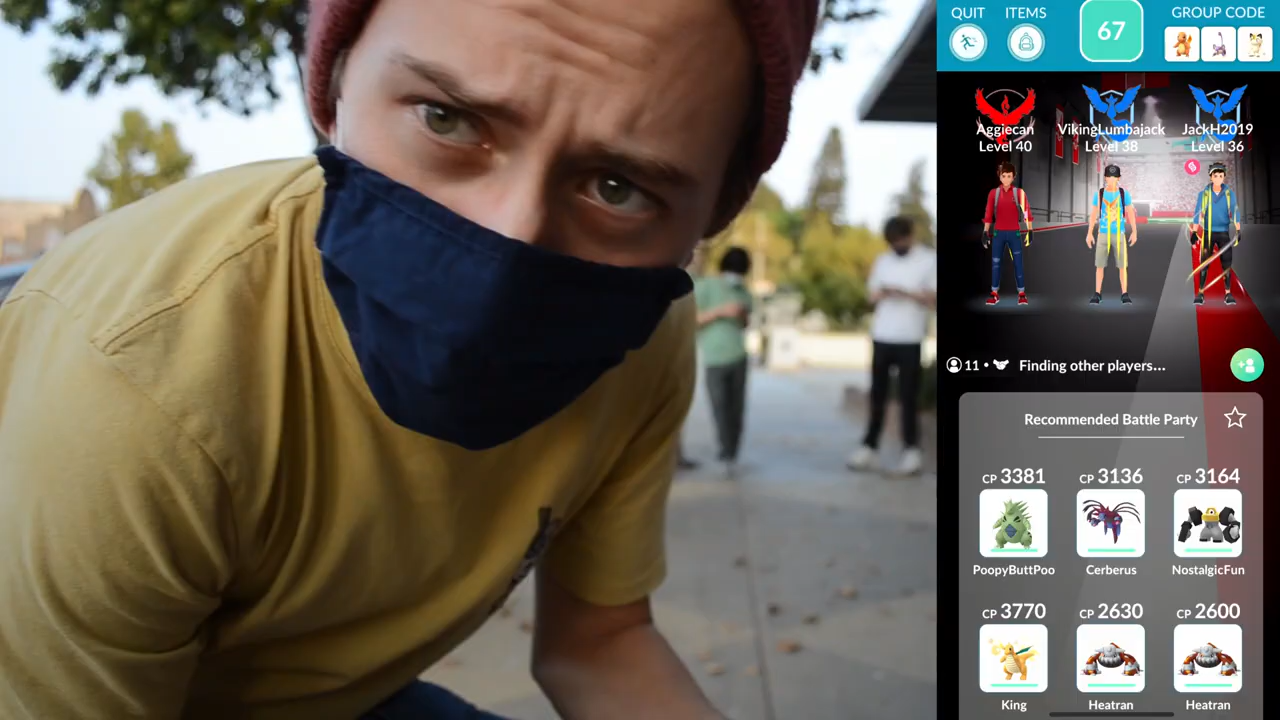 QUIT
ITEMS
67
GROUP CODE
Aggiecan
Level 40
VikingLumbajack
Level 38
JackH2019
Level 36
11 • Finding other players...
Recommended Battle Party
CP 3381
CP 3136
CP 3164
PoopyButtPoo
Cerberus
NostalgicFun
CP 3770
CP 2630
CP 2600
King
Heatran
Heatran